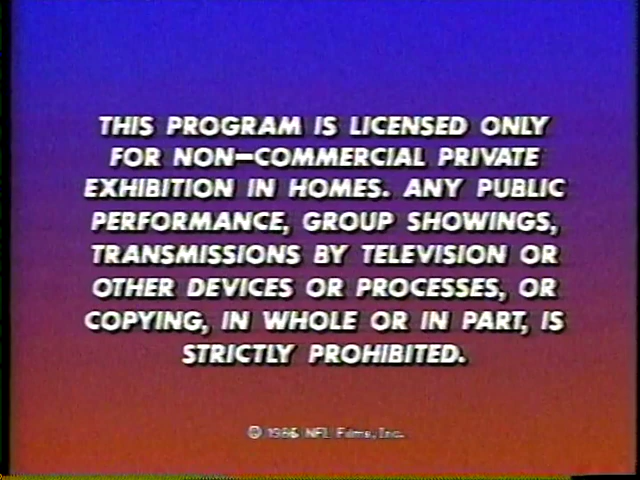 THIS PROGRAM IS LICENSED ONLY
FOR NON-COMMERCIAL PRIVATE
EXHIBITION IN HOMES. ANY PUBLIC
PERFORMANCE, GROUP SHOWINGS,
TRANSMISSIONS BY TELEVISION OR
OTHER DEVICES OR PROCESSES, OR
COPYING, IN WHOLE OR IN PART, IS
STRICTLY PROHIBITED.
© 1986 NFL Films, Inc.